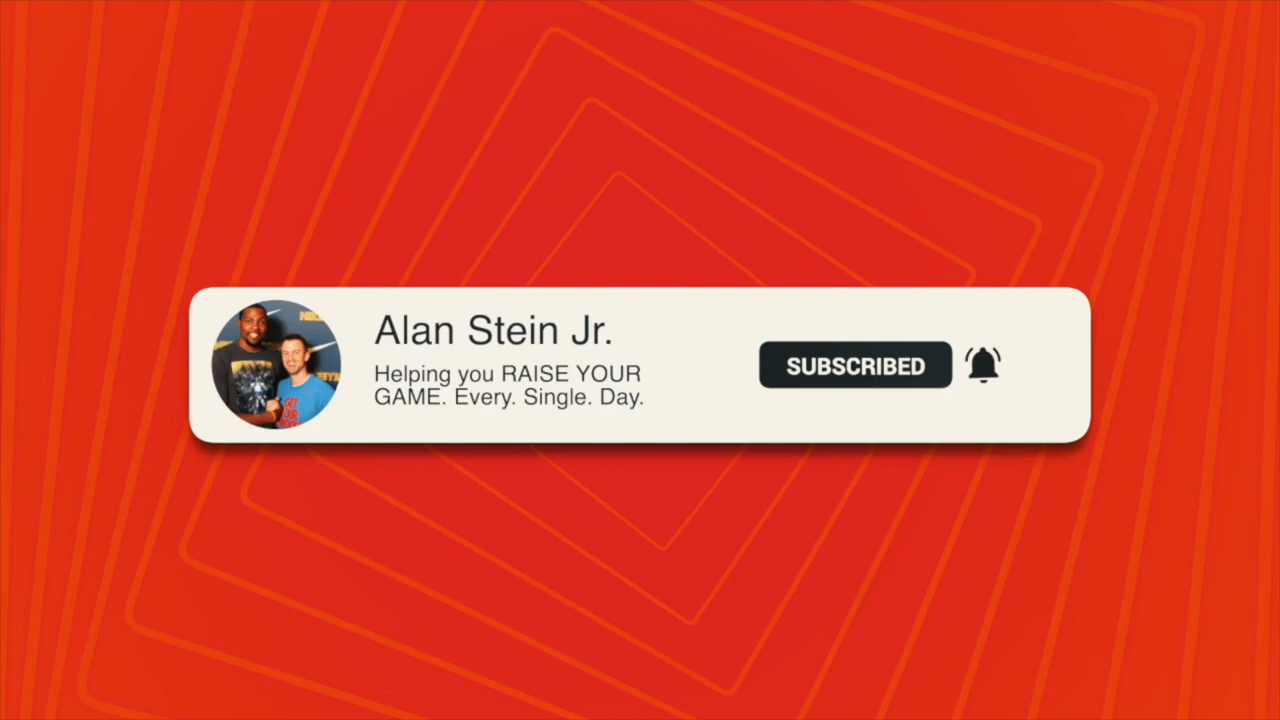 Alan Stein Jr.
Helping you RAISE YOUR
GAME. Every. Single. Day.
SUBSCRIBED